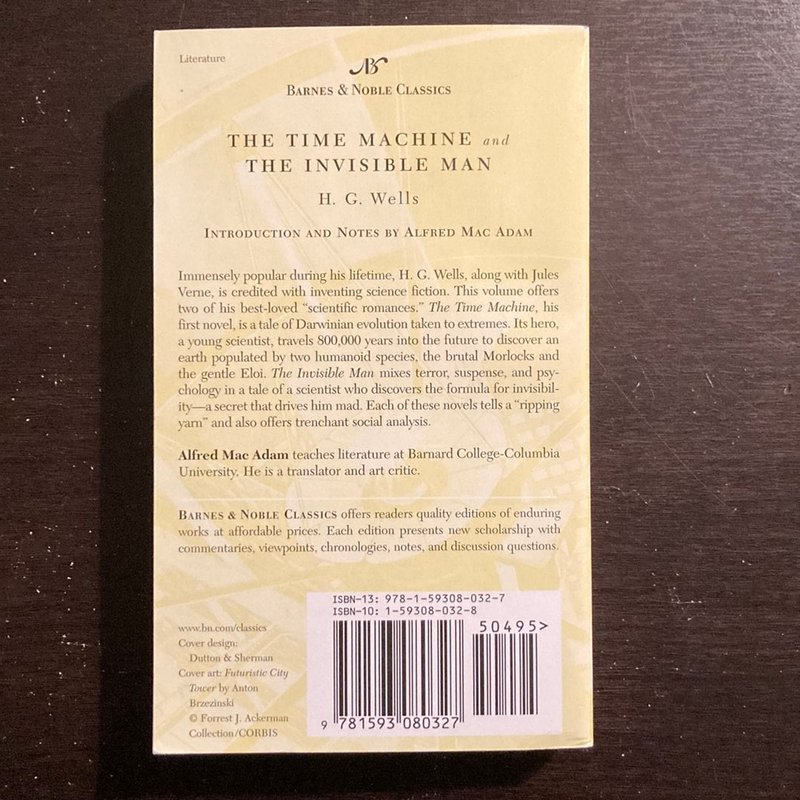 Literature
BARNES & NOBLE CLASSICS
THE TIME MACHINE and
THE INVISIBLE MAN
H. G. Wells
INTRODUCTION AND NOTES BY ALFRED MAC ADAM
Immensely popular during his lifetime, H. G. Wells, along with Jules
Verne, is credited with inventing science fiction. This volume offers
two of his best-loved “scientific romances.” The Time Machine, his
first novel, is a tale of Darwinian evolution taken to extremes. Its hero,
a young scientist, travels 800,000 years into the future to discover an
earth populated by two humanoid species, the brutal Morlocks and
the gentle Eloi. The Invisible Man mixes terror, suspense, and psy-
chology in a tale of a scientist who discovers the formula for invisibil-
ity—a secret that drives him mad. Each of these novels tells a “ripping
yarn” and also offers trenchant social analysis.
Alfred Mac Adam teaches literature at Barnard College-Columbia
University. He is a translator and art critic.
BARNES & NOBLE CLASSICS offers readers quality editions of enduring
works at affordable prices. Each edition presents new scholarship with
commentaries, viewpoints, chronologies, notes, and discussion questions.
ISBN-13: 978-1-59308-032-7
ISBN-10: 1-59308-032-8
50495>
9 781593 080327
www.bn.com/classics
Cover design:
Dutton & Sherman
Cover art: Futuristic City
Tower by Anton
Brzezinski
© Forrest J. Ackerman
Collection/CORBIS